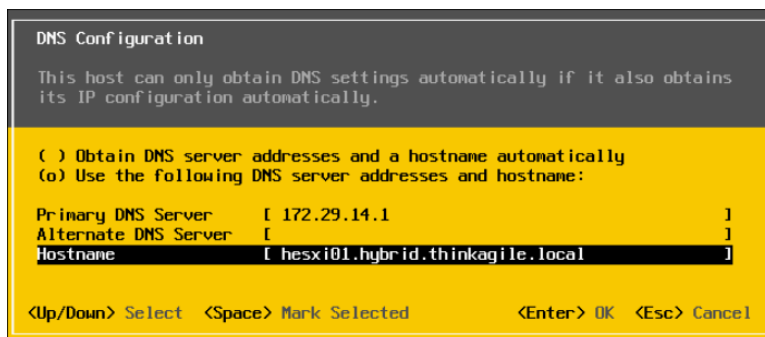 DNS Configuration
This host can only obtain DNS settings automatically if it also obtains
its IP configuration automatically.
( ) Obtain DNS server addresses and a hostname automatically
(o) Use the following DNS server addresses and hostname:
Primary DNS Server [ 172.29.14.1 ]
Alternate DNS Server [ ]
Hostname [ hesxi01.hybrid.thinkagile.local ]
<Up/Down> Select <Space> Mark Selected <Enter> OK <Esc> Cancel